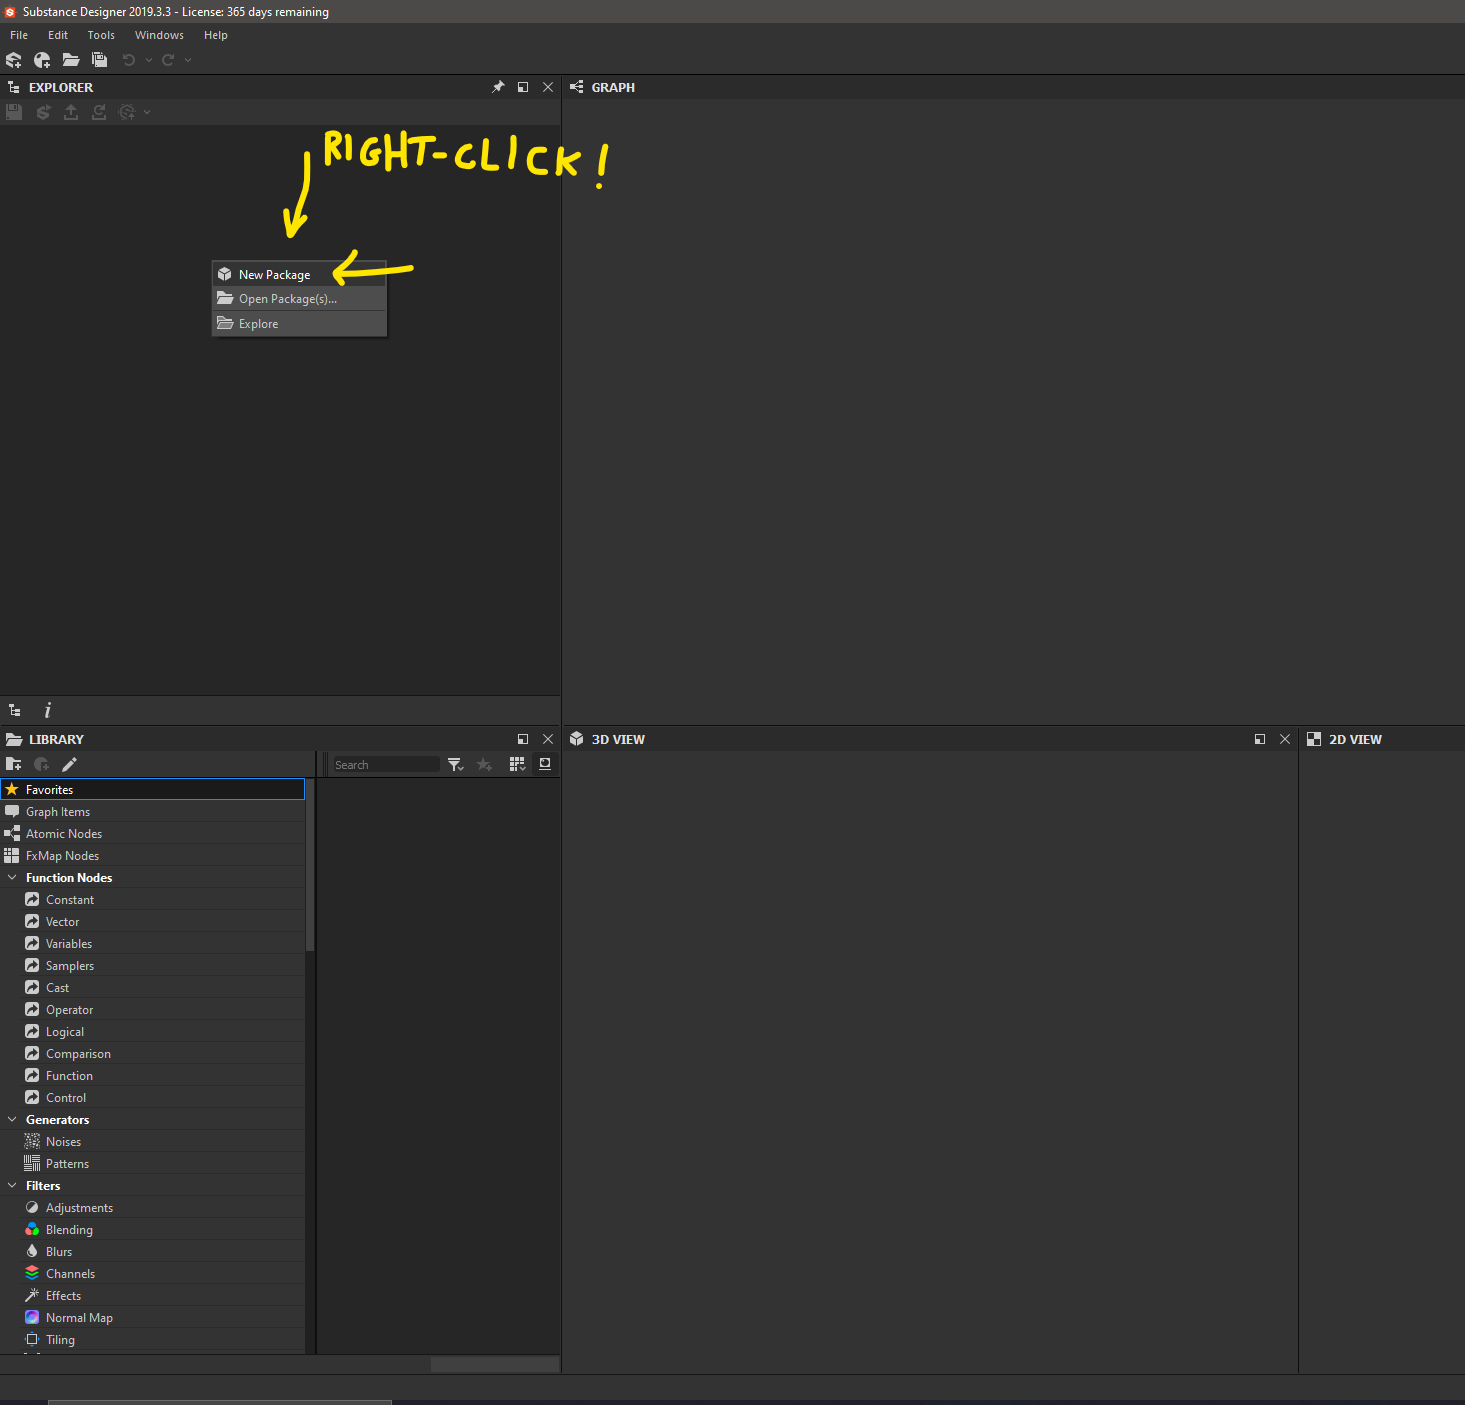 Substance Designer 2019.3.3 - License: 365 days remaining
File Edit Tools Windows Help
EXPLORER
GRAPH
RIGHT-CLICK!
New Package
Open Package(s)...
Explore
i
LIBRARY
3D VIEW
2D VIEW
Search
Favorites
Graph Items
Atomic Nodes
FxMap Nodes
Function Nodes
Constant
Vector
Variables
Samplers
Cast
Operator
Logical
Comparison
Function
Control
Generators
Noises
Patterns
Filters
Adjustments
Blending
Blurs
Channels
Effects
Normal Map
Tiling